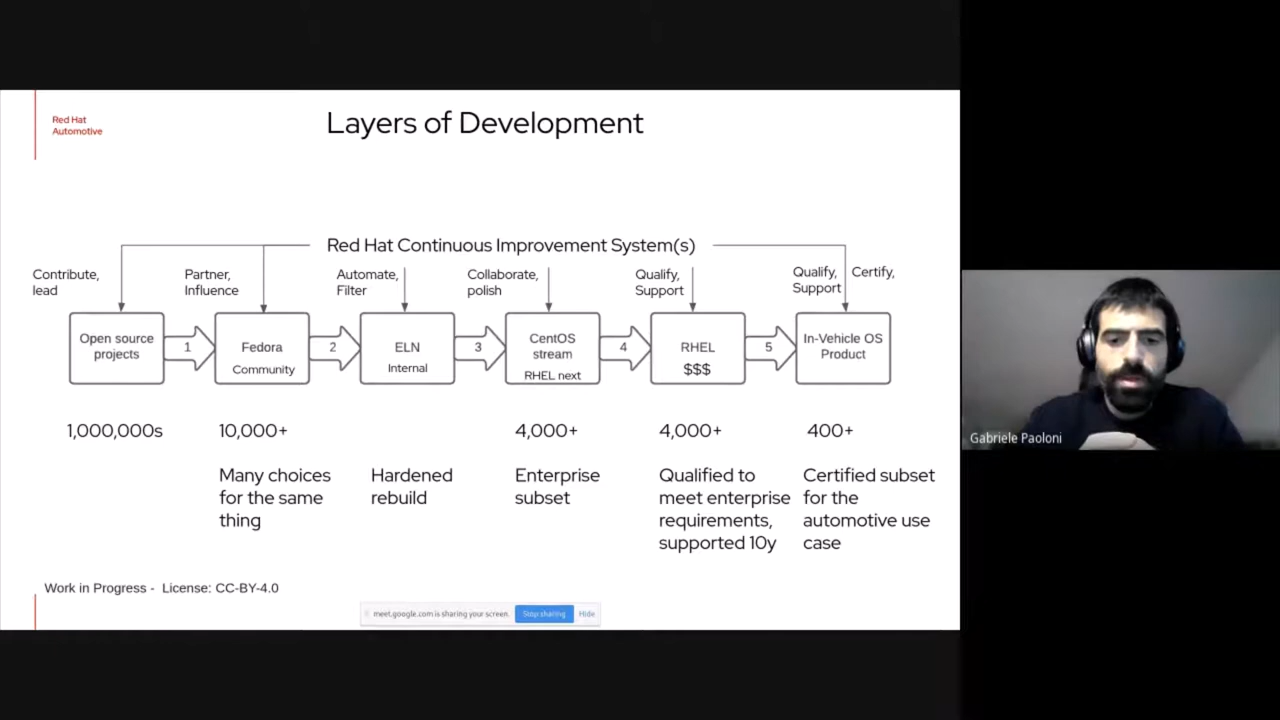 Red Hat
Automotive
Layers of Development
Red Hat Continuous Improvement System(s)
Contribute,
lead
Partner,
Influence
Automate,
Filter
Collaborate,
polish
Qualify,
Support
Qualify,
Support
Certify,
Open source
projects
1
Fedora
Community
2
ELN
Internal
3
CentOS
stream
RHEL next
4
RHEL
$$$
5
In-Vehicle OS
Product
1,000,000s
10,000+
4,000+
4,000+
400+
Many choices
for the same
thing
Hardened
rebuild
Enterprise
subset
Qualified to
meet enterprise
requirements,
supported 10y
Certified subset
for the
automotive use
case
Work in Progress - License: CC-BY-4.0
meet.google.com is sharing your screen.
Stop sharing
Hide
Gabriele Paoloni